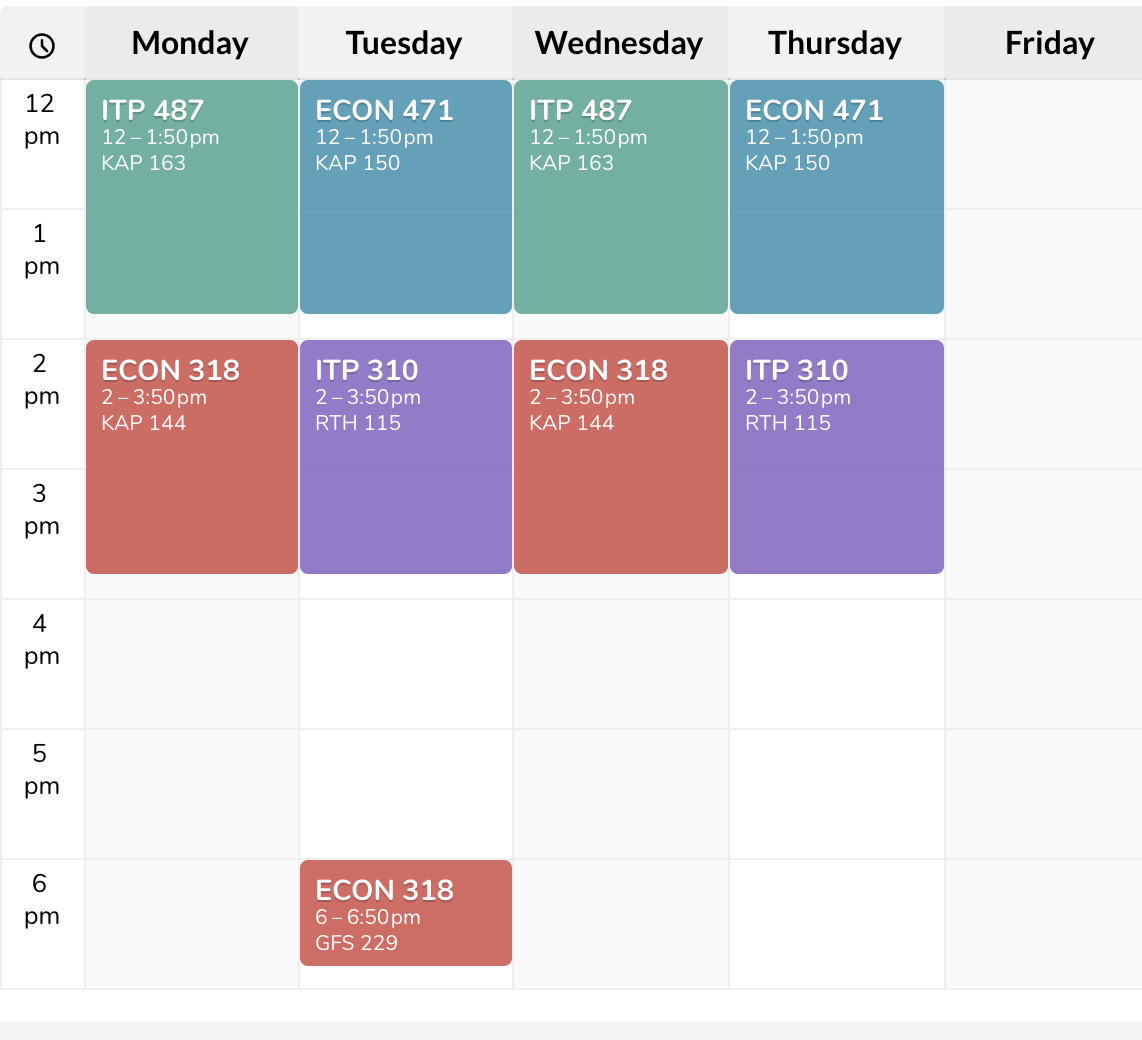 Monday Tuesday Wednesday Thursday Friday
12
pm
ITP 487
12 – 1:50pm
KAP 163
ECON 471
12 – 1:50pm
KAP 150
ITP 487
12 – 1:50pm
KAP 163
ECON 471
12 – 1:50pm
KAP 150
1
pm
2
pm
ECON 318
2 – 3:50pm
KAP 144
ITP 310
2 – 3:50pm
RTH 115
ECON 318
2 – 3:50pm
KAP 144
ITP 310
2 – 3:50pm
RTH 115
3
pm
4
pm
5
pm
6
pm
ECON 318
6 – 6:50pm
GFS 229